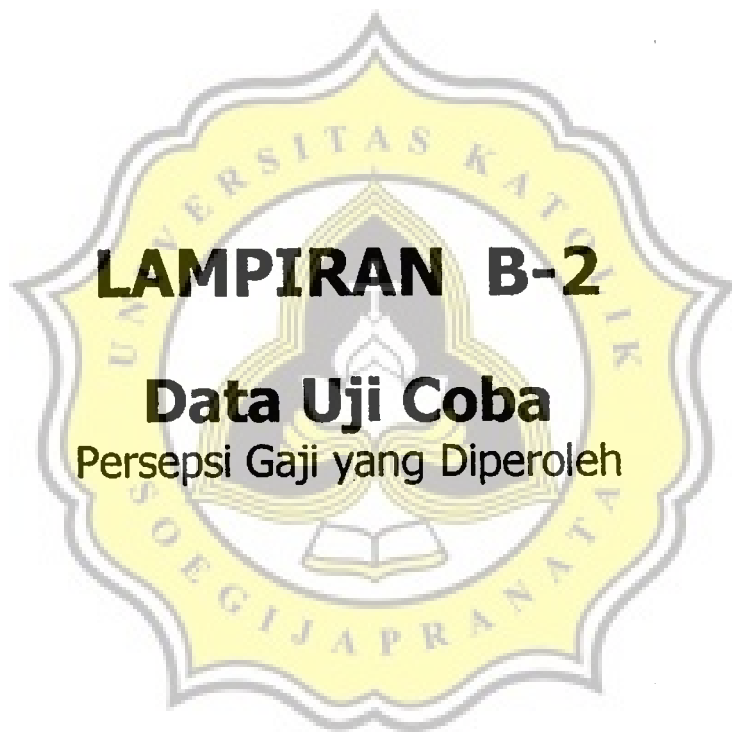 UNIVERSITAS KATOLIK
LAMPIRAN B-2
Data Uji Coba
Persepsi Gaji yang Diperoleh
SOEGIJAPRANATA